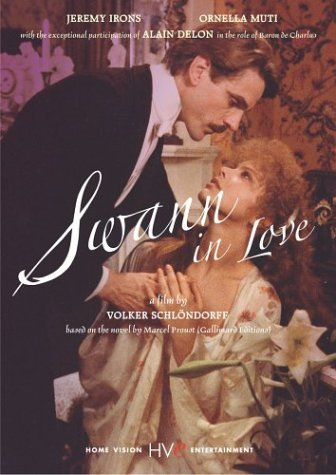 JEREMY IRONS ORNELLA MUTI
with the exceptional participation of ALAIN DELON in the role of Baron de Charlus
Swann
in Love
a film by
VOLKER SCHLÖNDORFF
based on the novel by Marcel Proust (Gallimard Editions)
HOME VISION HVE ENTERTAINMENT